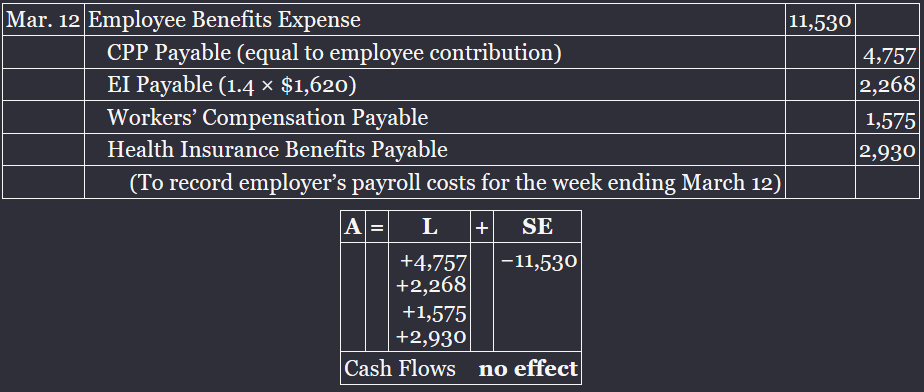 Mar. 12 Employee Benefits Expense 11,530
CPP Payable (equal to employee contribution) 4,757
EI Payable (1.4 × $1,620) 2,268
Workers’ Compensation Payable 1,575
Health Insurance Benefits Payable 2,930
(To record employer’s payroll costs for the week ending March 12)
A = L + SE
+4,757 −11,530
+2,268
+1,575
+2,930
Cash Flows no effect